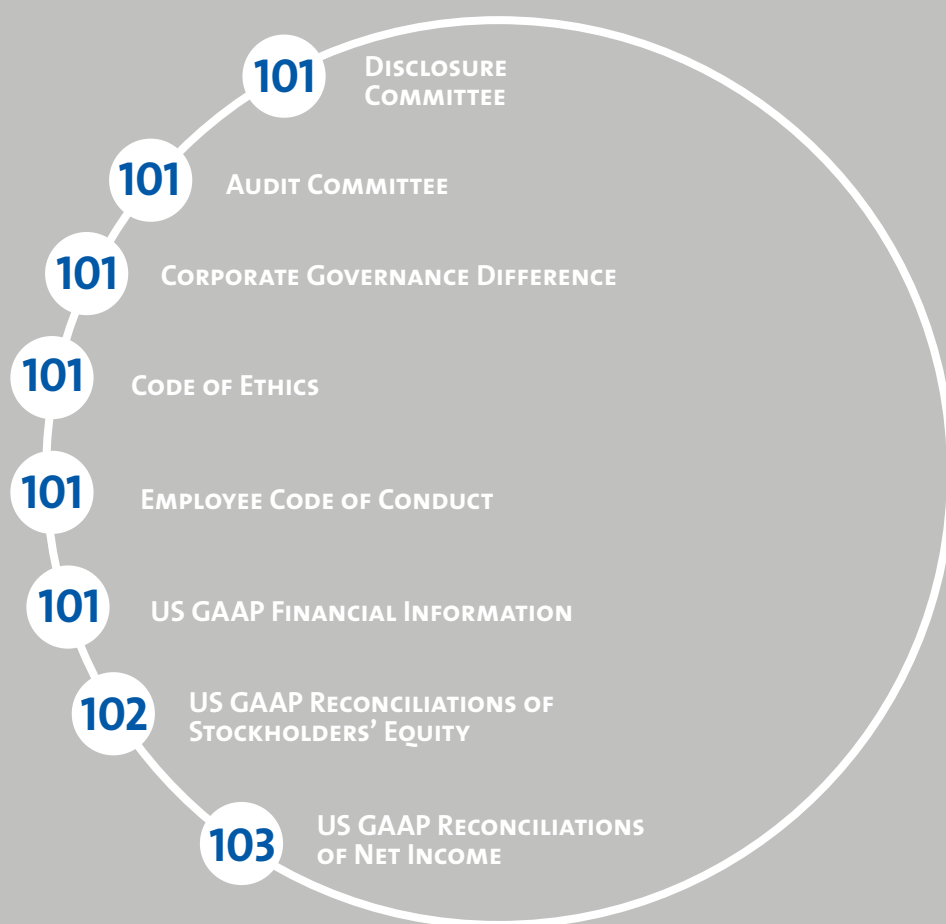 101 Disclosure
Committee
101 Audit Committee
101 Corporate Governance Difference
101 Code of Ethics
101 Employee Code of Conduct
101 US GAAP Financial Information
102 US GAAP Reconciliations of
Stockholders’ Equity
103 US GAAP Reconciliations
of Net Income